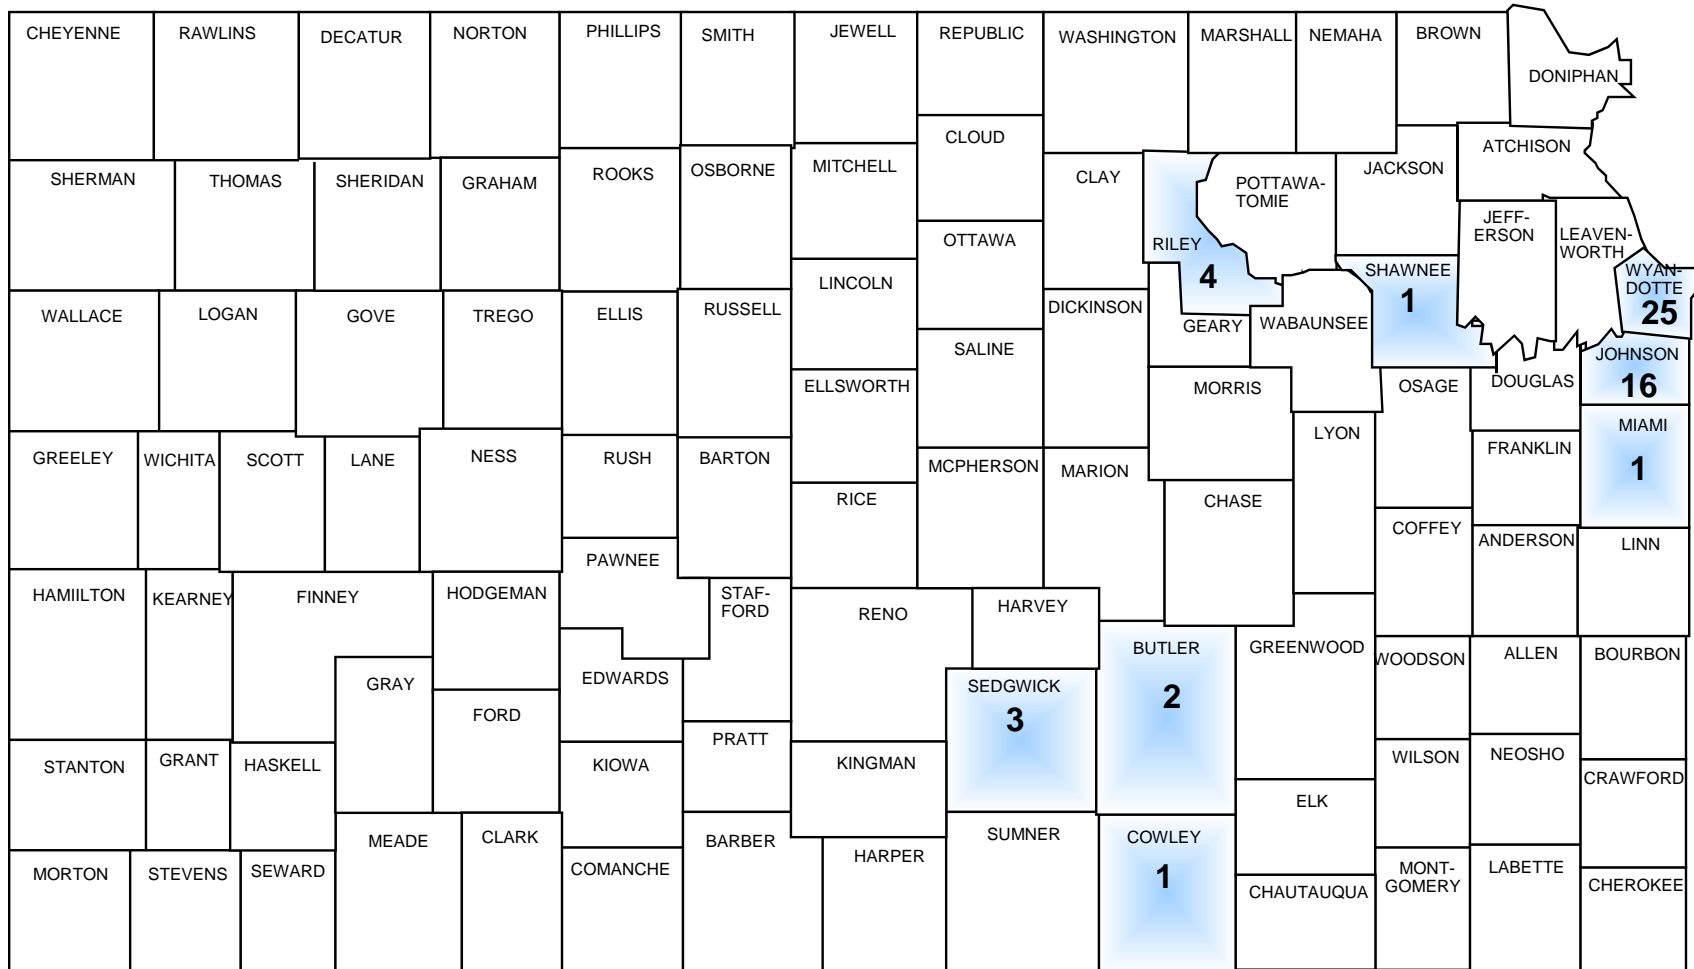 CHEYENNE
RAWLINS
DECATUR
NORTON
PHILLIPS
SMITH
JEWELL
REPUBLIC
WASHINGTON
MARSHALL
NEMAHA
BROWN
DONIPHAN
CLOUD
ATCHISON
SHERMAN
THOMAS
SHERIDAN
GRAHAM
ROOKS
OSBORNE
MITCHELL
CLAY
RILEY
4
POTTAWA-
TOMIE
JACKSON
JEFF-
ERSON
LEAVEN-
WORTH
OTTAWA
LINCOLN
SHAWNEE
1
WYAN-
DOTTE
25
WALLACE
LOGAN
GOVE
TREGO
ELLIS
RUSSELL
DICKINSON
GEARY
WABAUNSEE
SALINE
ELLSWORTH
MORRIS
OSAGE
DOUGLAS
JOHNSON
16
GREELEY
WICHITA
SCOTT
LANE
NESS
RUSH
BARTON
MCPHERSON
MARION
LYON
FRANKLIN
MIAMI
1
RICE
CHASE
COFFEY
ANDERSON
LINN
PAWNEE
HAMIILTON
KEARNEY
FINNEY
HODGEMAN
STAF-
FORD
RENO
HARVEY
BUTLER
2
GREENWOOD
WOODSON
ALLEN
BOURBON
GRAY
EDWARDS
SEDGWICK
3
FORD
PRATT
STANTON
GRANT
HASKELL
KIOWA
KINGMAN
WILSON
NEOSHO
CRAWFORD
ELK
MEADE
CLARK
BARBER
SUMNER
COWLEY
1
MORTON
STEVENS
SEWARD
COMANCHE
HARPER
CHAUTAUQUA
MONT-
GOMERY
LABETTE
CHEROKEE